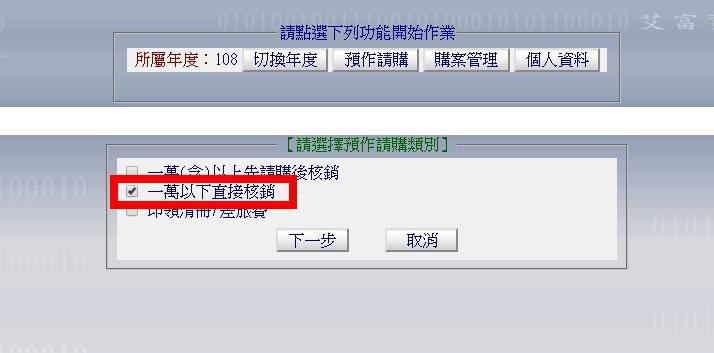 艾富
請點選下列功能開始作業
所屬年度：108 切換年度 預作請購 購案管理 個人資料
【請選擇預作請購類別】
一萬(含)以上先請購後核銷
一萬以下直接核銷
印領清冊/差旅費
下一步 取消